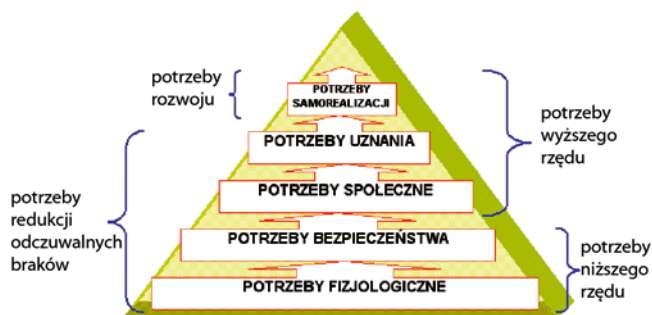 potrzeby
rozwoju
POTRZEBY
SAMOREALIZACJI
POTRZEBY UZNANIA
POTRZEBY SPOŁECZNE
POTRZEBY BEZPIECZEŃSTWA
POTRZEBY FIZJOLOGICZNE
potrzeby
redukcji
odczuwalnych
braków
potrzeby
wyższego
rzędu
potrzeby
niższego
rzędu